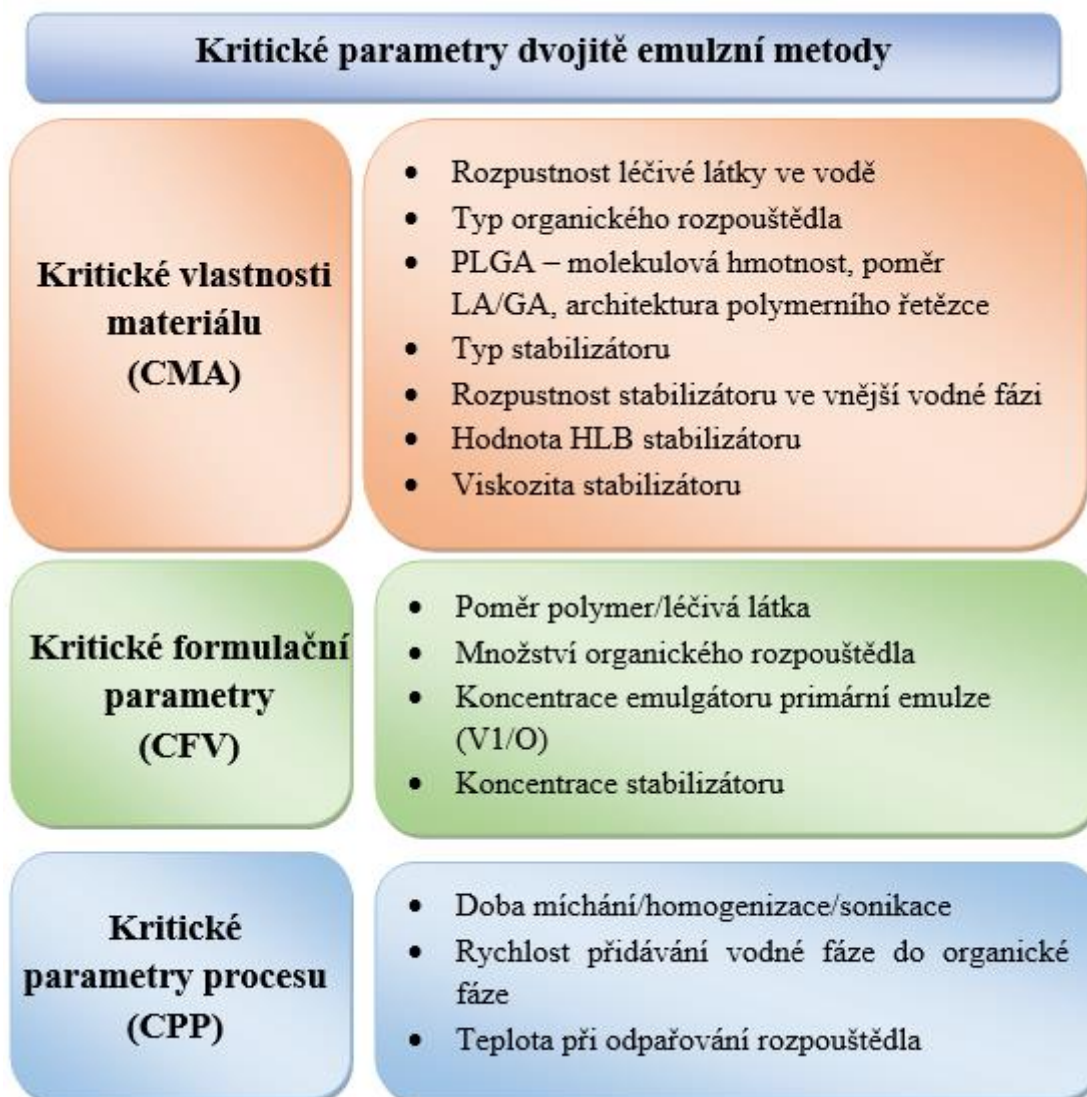 Kritické parametry dvojitě emulzní metody
Kritické vlastnosti
materiálu
(CMA)
• Rozpustnost léčivé látky ve vodě
• Typ organického rozpouštědla
• PLGA – molekulová hmotnost, poměr
LA/GA, architektura polymerního řetězce
• Typ stabilizátoru
• Rozpustnost stabilizátoru ve vnější vodné fázi
• Hodnota HLB stabilizátoru
• Viskozita stabilizátoru
Kritické formulační
parametry
(CFV)
• Poměr polymer/léčivá látka
• Množství organického rozpouštědla
• Koncentrace emulgátoru primární emulze
(V1/O)
• Koncentrace stabilizátoru
Kritické
parametry procesu
(CPP)
• Doba míchání/homogenizace/sonikace
• Rychlost přidávání vodné fáze do organické
fáze
• Teplota při odpařování rozpouštědla